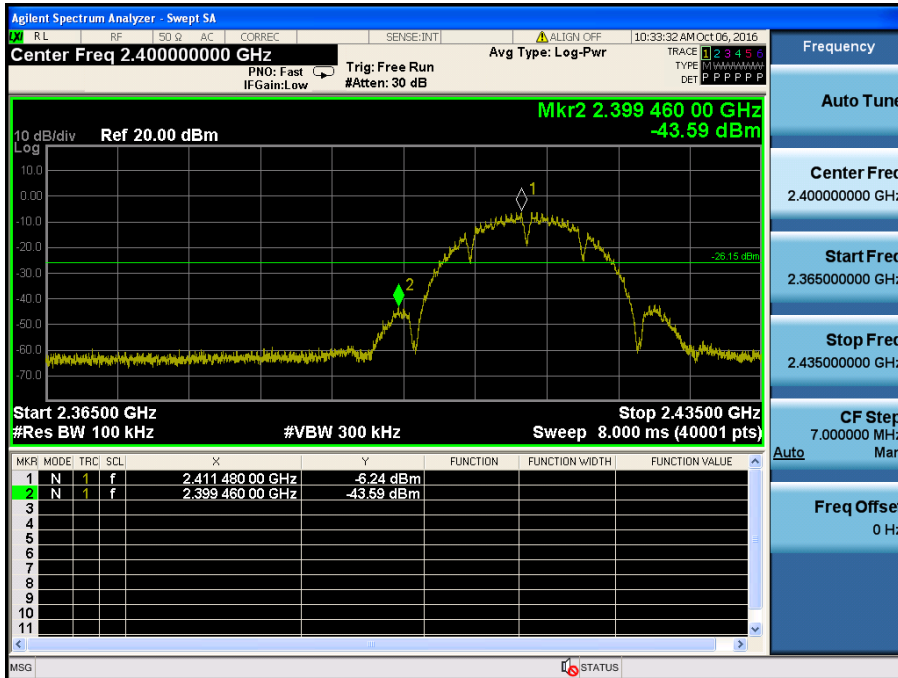 Agilent Spectrum Analyzer - Swept SA
LXI RL RF 50 Ω AC CORREC SENSE:INT ALIGN OFF 10:33:32 AM Oct 06, 2016
Center Freq 2.400000000 GHz Avg Type: Log-Pwr TRACE 1 2 3 4 5 6
PNO: Fast Trig: Free Run TYPE M WWWWW
IFGain:Low #Atten: 30 dB DET P P P P P P
Frequency
Auto Tune
Mkr2 2.399 460 00 GHz
10 dB/div Ref 20.00 dBm -43.59 dBm
Log
10.0
0.00
-10.0
-20.0
-30.0
-40.0
-50.0
-60.0
-70.0
1
-26.15 dBm
2
Center Freq
2.400000000 GHz
Start Freq
2.365000000 GHz
Stop Freq
2.435000000 GHz
Start 2.36500 GHz Stop 2.43500 GHz
#Res BW 100 kHz #VBW 300 kHz Sweep 8.000 ms (40001 pts)
CF Step
7.000000 MHz
Auto Man
MKR MODE TRC SCL X Y FUNCTION FUNCTION WIDTH FUNCTION VALUE
1 N 1 f 2.411 480 00 GHz -6.24 dBm
2 N 1 f 2.399 460 00 GHz -43.59 dBm
3
4
5
6
7
8
9
10
11
Freq Offset
0 Hz
MSG STATUS